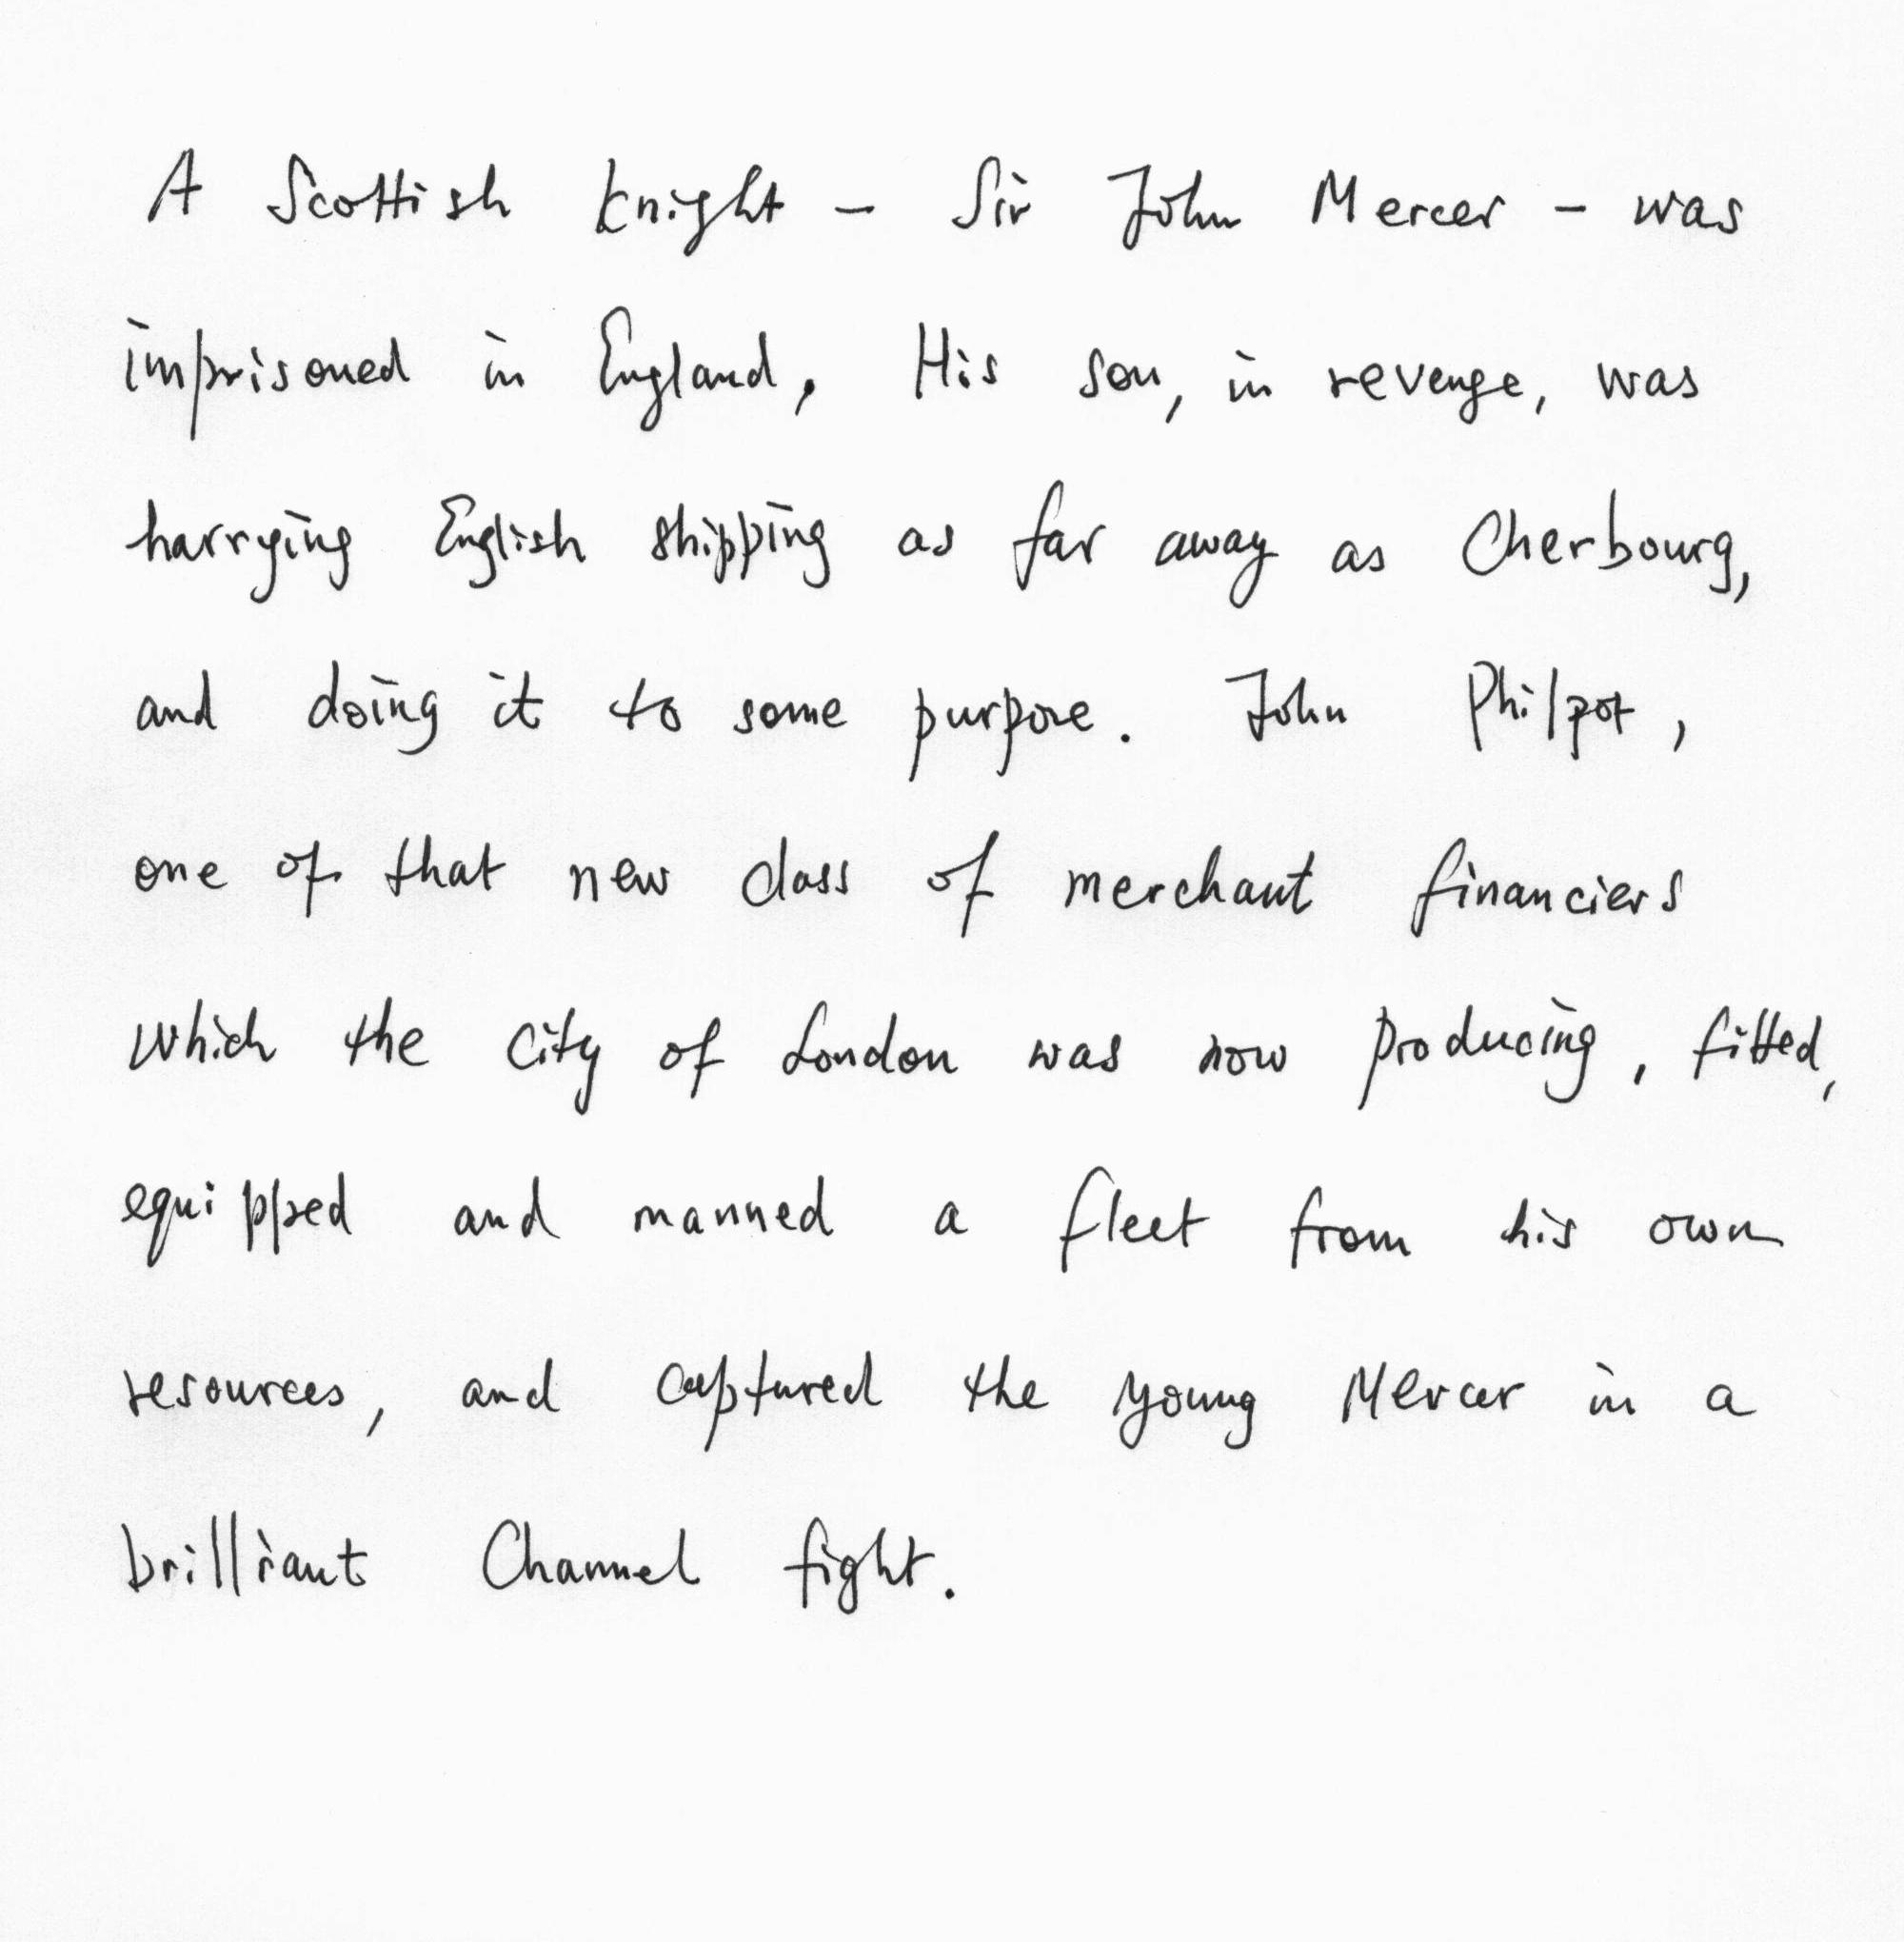 A Scottish knight - Sir John Mercer - was
imprisoned in England. His son, in revenge, was
harrying English shipping as far away as Cherbourg,
and doing it to some purpose. John Philpot,
one of that new class of merchant financiers
which the City of London was now producing, fitted,
equipped and manned a fleet from his own
resources, and captured the young Mercer in a
brilliant Channel fight.